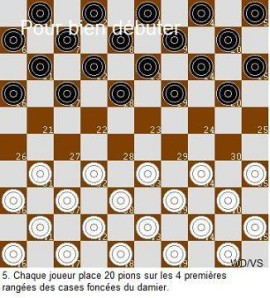 Pour bien débuter
21 22 23 24 25
26 27 28 29 30
WD/VS
5. Chaque joueur place 20 pions sur les 4 premières
rangées des cases foncées du damier.